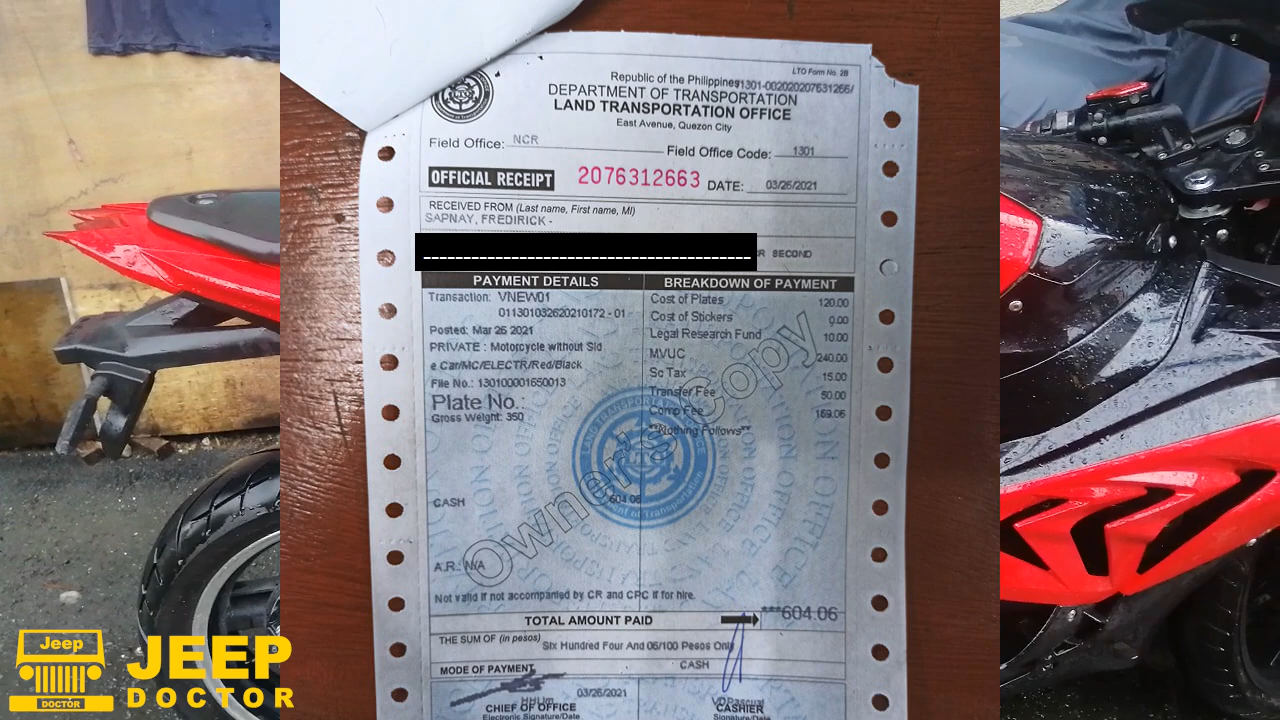 LTO Form No. 2B
Republic of the Philippines
DEPARTMENT OF TRANSPORTATION
LAND TRANSPORTATION OFFICE
East Avenue, Quezon City
Field Office: NCR Field Office Code: 1301
OFFICIAL RECEIPT 2076312663 DATE: 03/26/2021
RECEIVED FROM (Last name, First name, MI)
SAPNAY, FREDIRICK -
SECOND
PAYMENT DETAILS BREAKDOWN OF PAYMENT
Transaction: VNEW01
011301032620210172 - 01
Posted: Mar 26 2021
PRIVATE : Motorcycle without Sid
e Car/MC/ELECTR/Red/Black
File No.: 130100001650013
Plate No.:
Gross Weight: 350
CASH 604.06
A.R.: N/A
Not valid if not accompanied by CR and CPC if for hire.
Cost of Plates 120.00
Cost of Stickers 0.00
Legal Research Fund 10.00
MVUC 240.00
Sc Tax 15.00
Transfer Fee 50.00
Comp Fee 169.06
**Nothing Follows**
Owner's Copy
TOTAL AMOUNT PAID ***604.06
THE SUM OF (in pesos) Six Hundred Four And 06/100 Pesos Only
MODE OF PAYMENT CASH
03/26/2021
CHIEF OF OFFICE
Electronic Signature/Date
VDPascual
CASHIER
Signature/Date
Jeep
DOCTOR
JEEP
DOCTOR